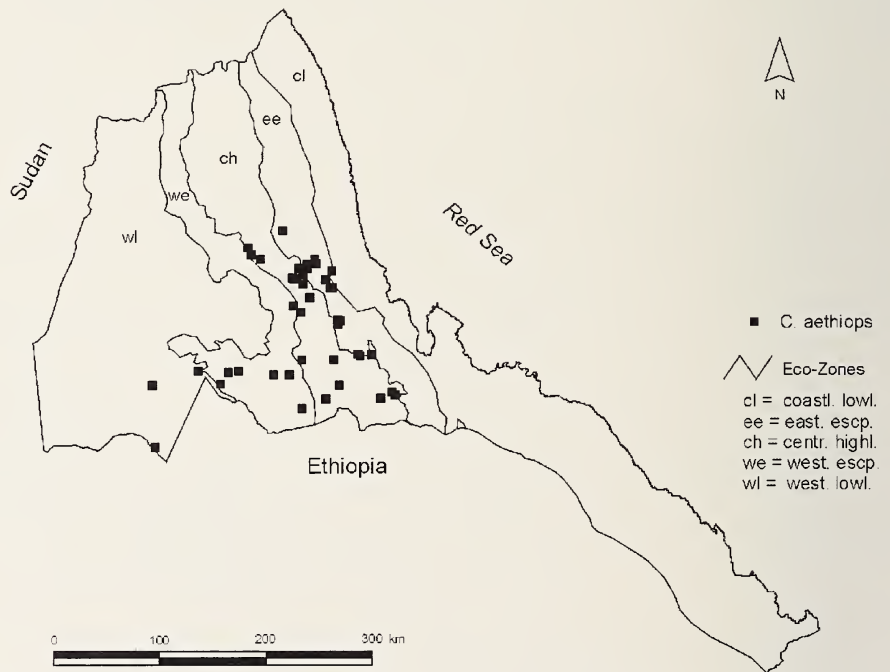 cl
N
ee
ch
Sudan
we
wl
Red Sea
C. aethiops
Eco-Zones
cl = coastl. lowl.
ee = east. escp.
ch = centr. highl.
we = west. escp.
wl = west. lowl.
Ethiopia
0 100 200 300 km